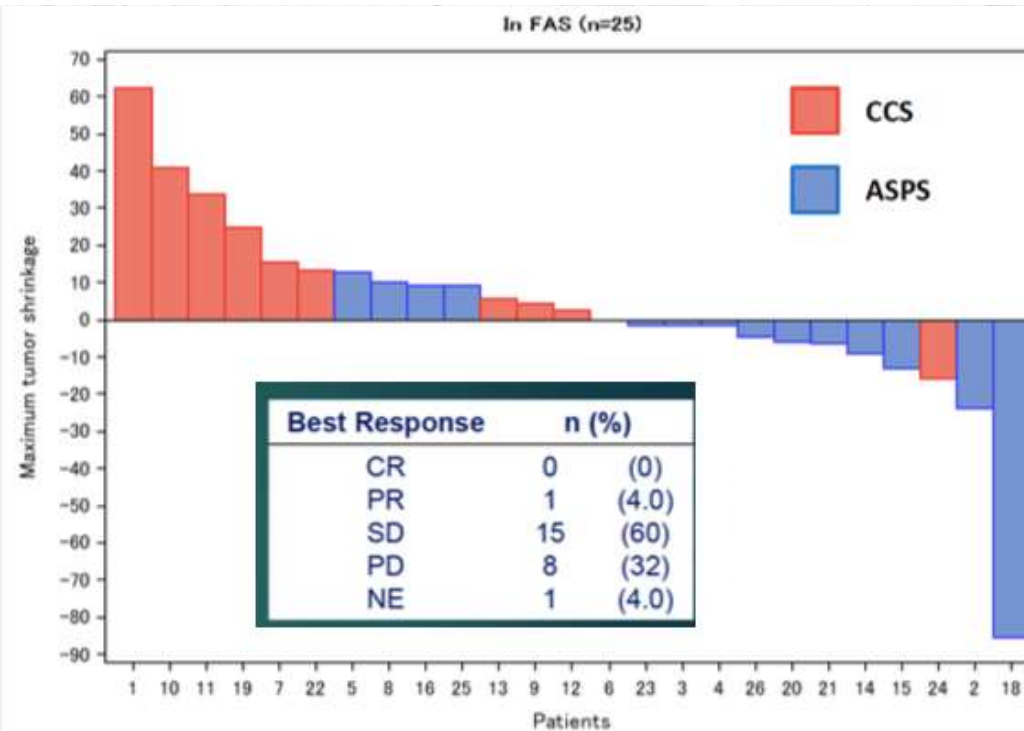 In FAS (n=25)
70
60
50
40
30
20
10
0
-10
-20
-30
-40
-50
-60
-70
-80
-90
Maximum tumor shrinkage
CCS
ASPS
Best Response n (%)
CR 0 (0)
PR 1 (4.0)
SD 15 (60)
PD 8 (32)
NE 1 (4.0)
1 10 11 19 7 22 5 8 16 25 13 9 12 6 23 3 4 26 20 21 14 15 24 2 18
Patients